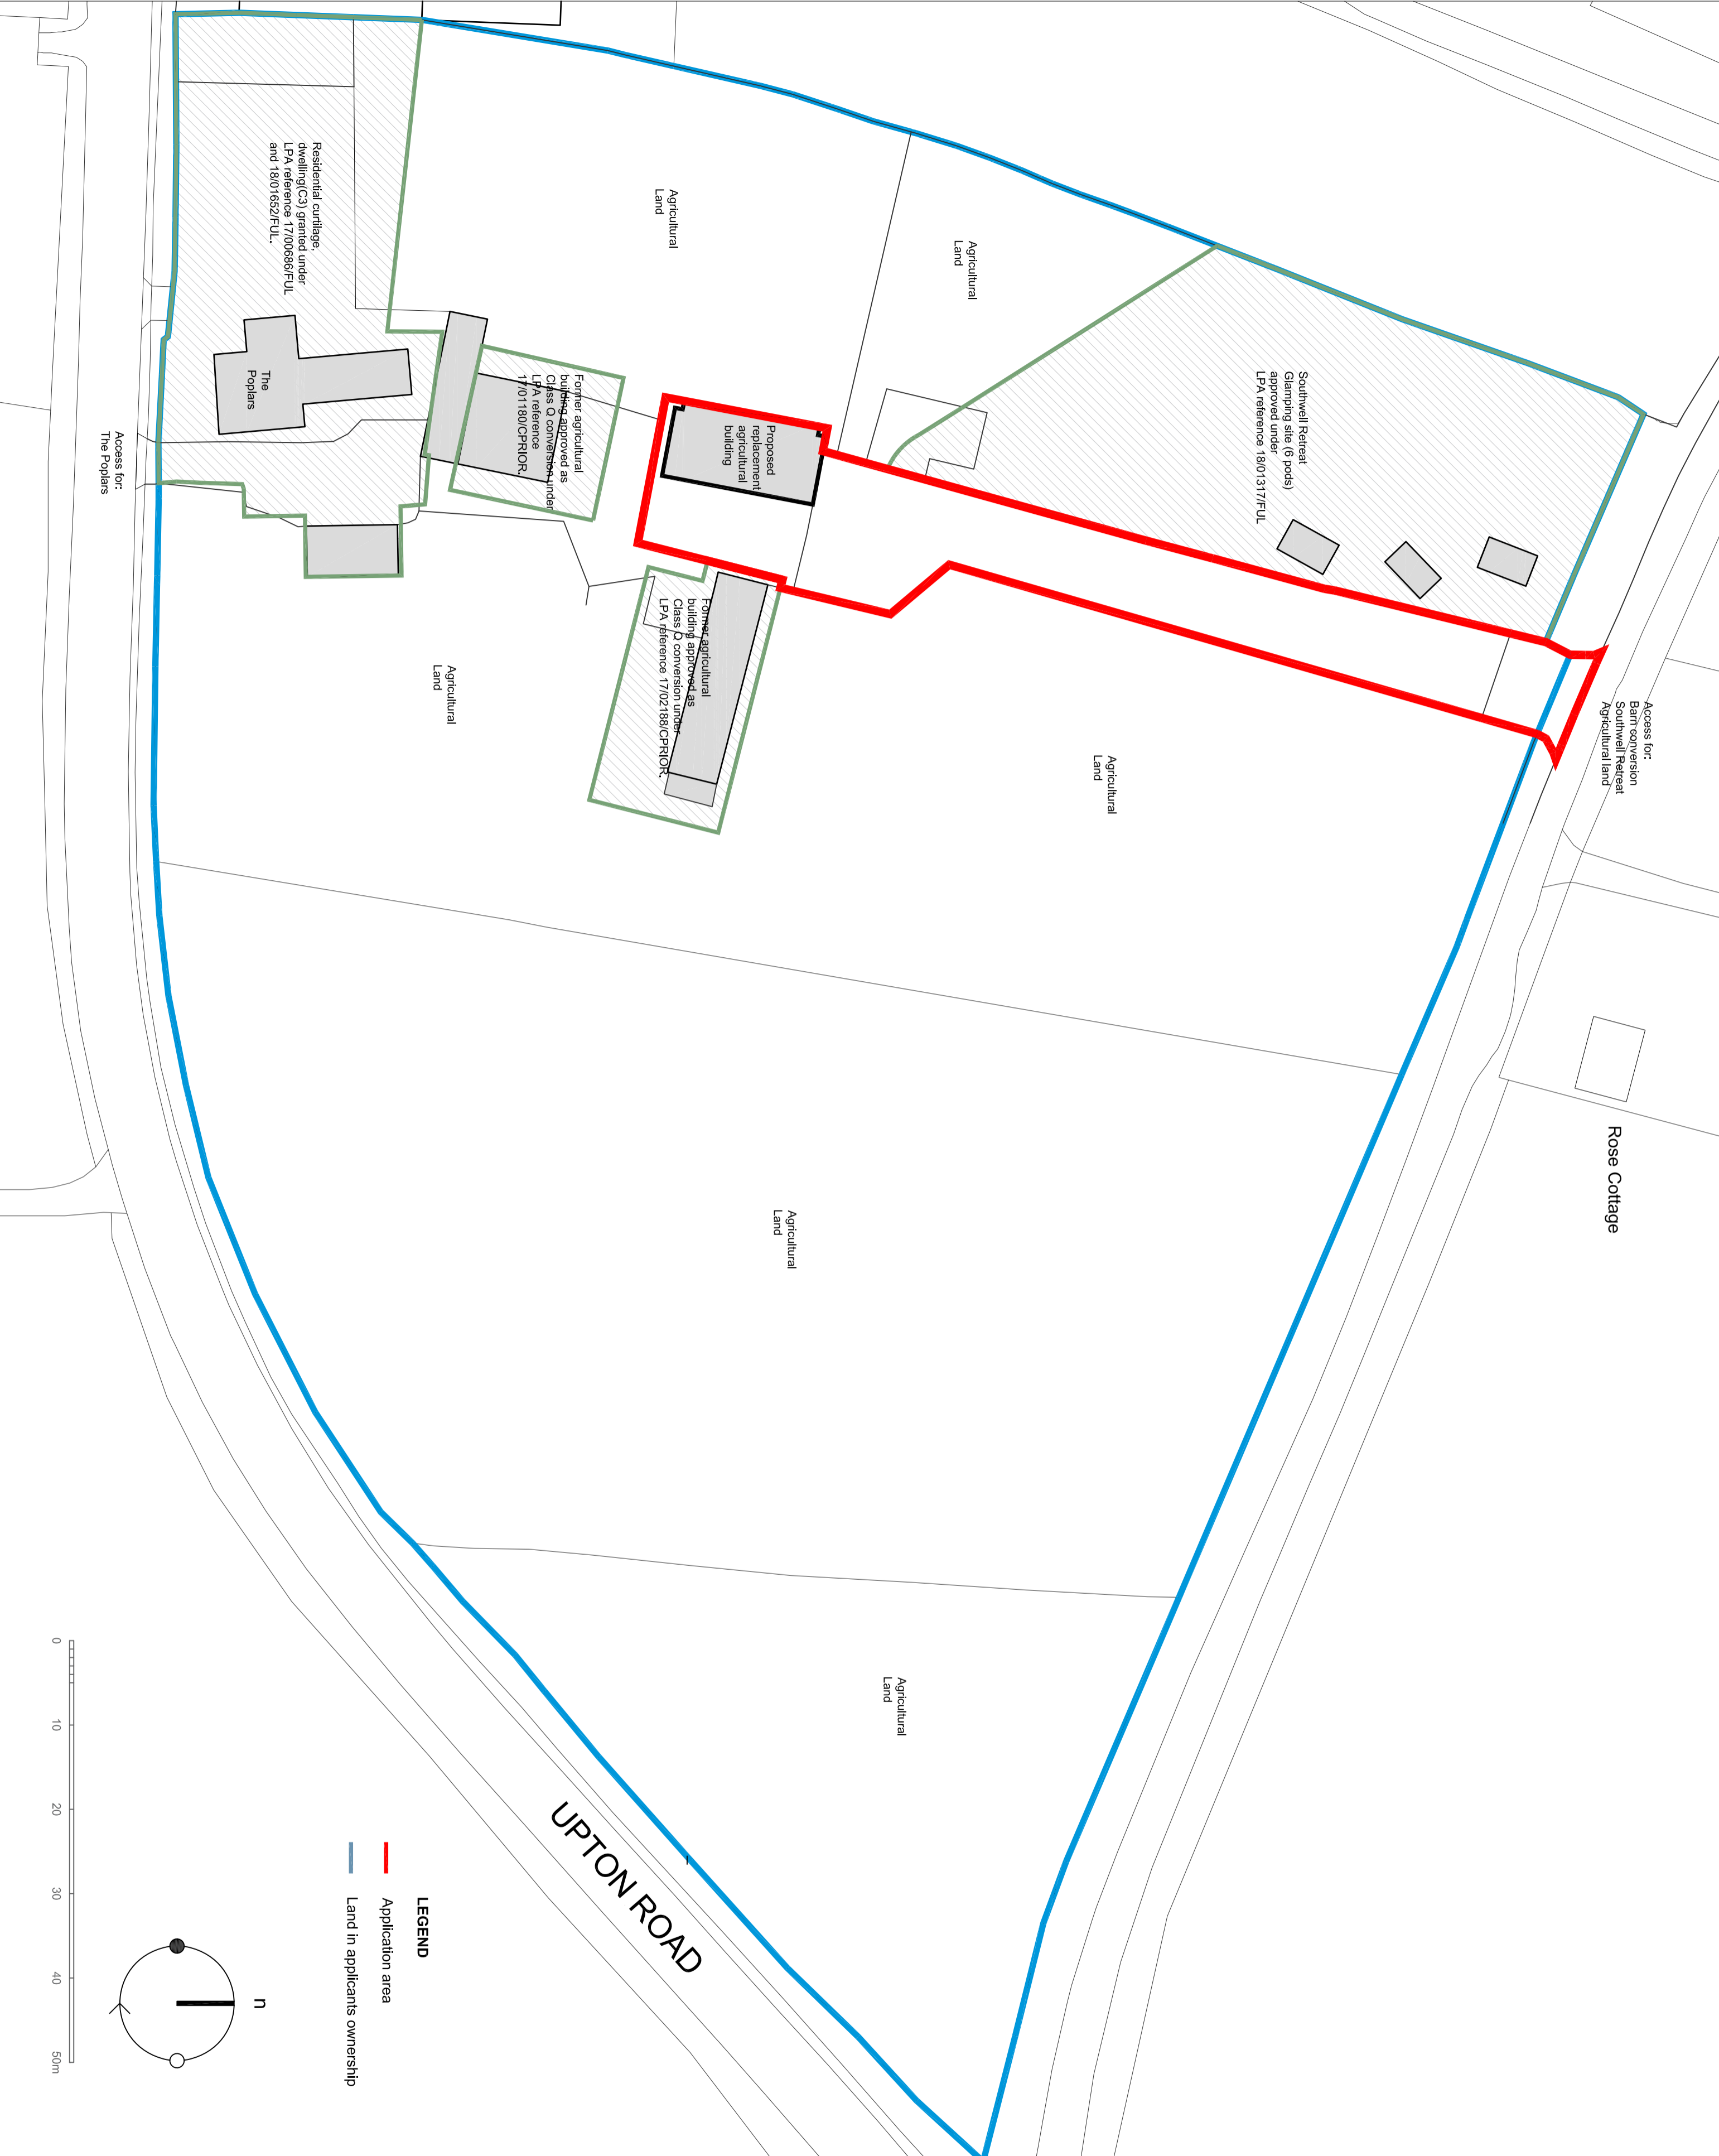 Access for:
Barn conversion
Southwell Retreat
Agricultural land
Rose Cottage
Southwell Retreat
Glamping site (6 pods)
approved under
LPA reference 18/01317/FUL
Agricultural
Land
Agricultural
Land
Agricultural
Land
Proposed
replacement
agricultural
building
Former agricultural
building approved as
Class Q conversion under
LPA reference 17/02188/CPRIOR.
Agricultural
Land
Agricultural
Land
Former agricultural
building approved as
Class Q conversion under
LPA reference
17/01180/CPRIOR.
Agricultural
Land
Residential curtilage,
dwelling(C3) granted under
LPA reference 17/00686/FUL
and 18/01652/FUL.
The
Poplars
Access for:
The Poplars
UPTON ROAD
LEGEND
Application area
Land in applicants ownership
n
0 10 20 30 40 50m